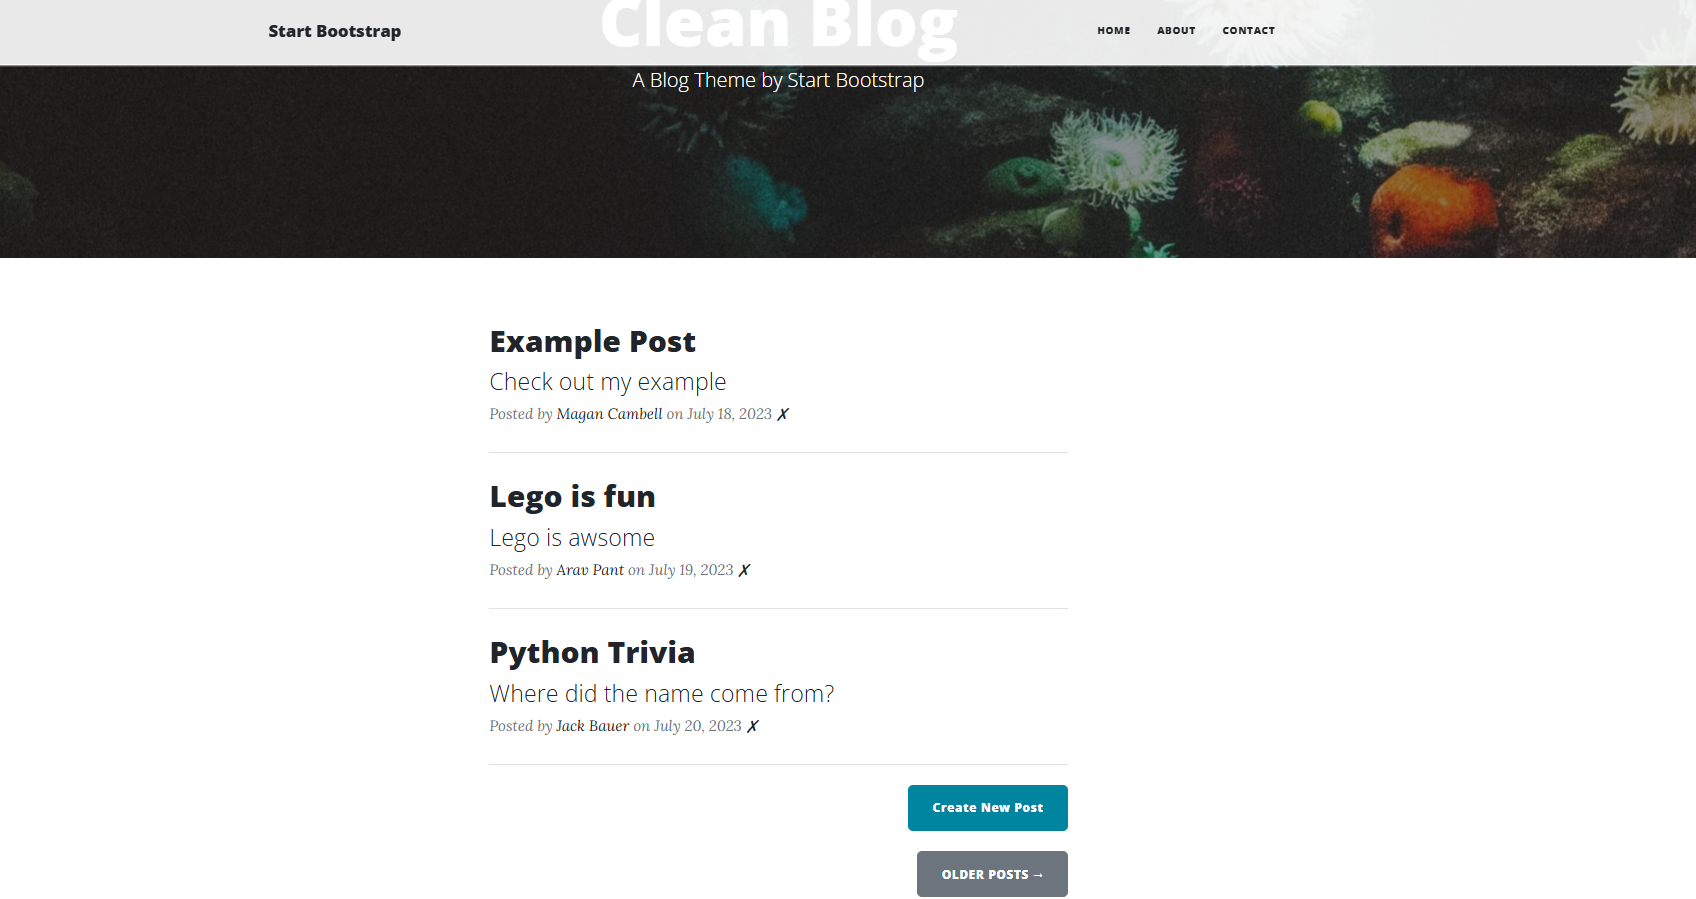 Start Bootstrap
Clean Blog
HOME ABOUT CONTACT
A Blog Theme by Start Bootstrap
Example Post
Check out my example
Posted by Magan Cambell on July 18, 2023 ✗
Lego is fun
Lego is awsome
Posted by Arav Pant on July 19, 2023 ✗
Python Trivia
Where did the name come from?
Posted by Jack Bauer on July 20, 2023 ✗
Create New Post
OLDER POSTS →